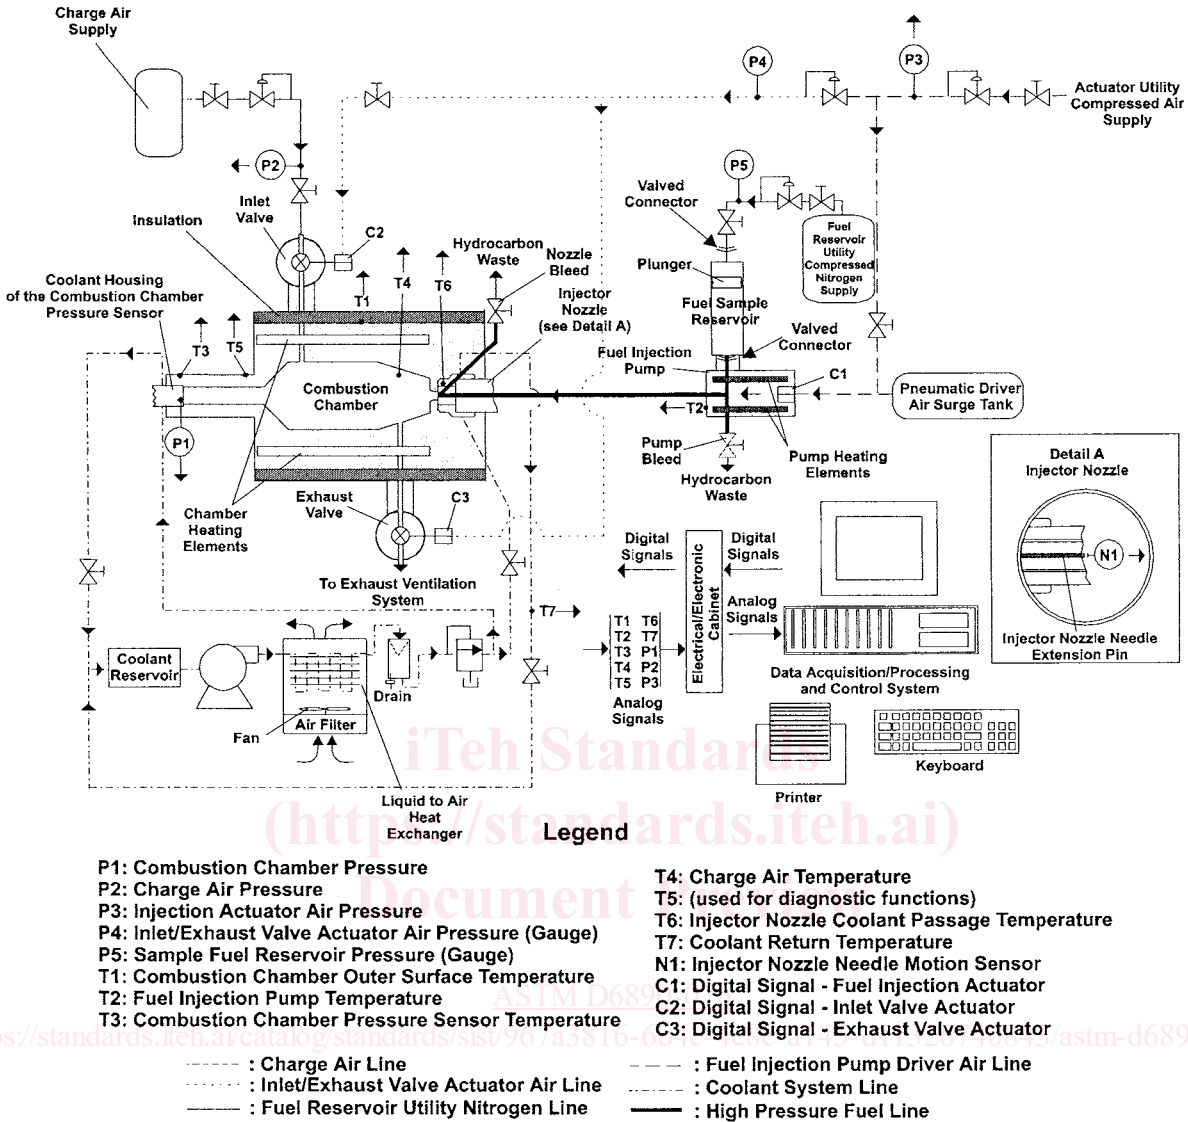 Charge Air
Supply
P4
P3
Actuator Utility
Compressed Air
Supply
P2
P5
Valved
Connector
Inlet
Valve
Insulation
C2
Hydrocarbon
Waste
Nozzle
Bleed
Fuel
Reservoir
Utility
Compressed
Nitrogen
Supply
Plunger
Coolant Housing
of the Combustion Chamber
Pressure Sensor
T1
T4
T6
Injector
Nozzle
(see Detail A)
Fuel Sample
Reservoir
Valved
Connector
T3
T5
Fuel Injection
Pump
C1
Combustion
Chamber
Pneumatic Driver
Air Surge Tank
T2
P1
Pump
Bleed
Pump Heating
Elements
Hydrocarbon
Waste
Detail A
Injector Nozzle
N1
Injector Nozzle Needle
Extension Pin
Chamber
Heating
Elements
Exhaust
Valve
C3
To Exhaust Ventilation
System
Digital
Signals
Electrical/Electronic
Cabinet
Digital
Signals
Analog
Signals
T7
T1 T6
T2 T7
T3 P1
T4 P2
T5 P3
Analog
Signals
Data Acquisition/Processing
and Control System
Coolant
Reservoir
Drain
Fan
Air Filter
Liquid to Air
Heat
Exchanger
Printer
Keyboard
iTeh Standards
(https://standards.iteh.ai)
Document Preview
Legend
P1: Combustion Chamber Pressure
P2: Charge Air Pressure
P3: Injection Actuator Air Pressure
P4: Inlet/Exhaust Valve Actuator Air Pressure (Gauge)
P5: Sample Fuel Reservoir Pressure (Gauge)
T1: Combustion Chamber Outer Surface Temperature
T2: Fuel Injection Pump Temperature
T3: Combustion Chamber Pressure Sensor Temperature
T4: Charge Air Temperature
T5: (used for diagnostic functions)
T6: Injector Nozzle Coolant Passage Temperature
T7: Coolant Return Temperature
N1: Injector Nozzle Needle Motion Sensor
C1: Digital Signal - Fuel Injection Actuator
C2: Digital Signal - Inlet Valve Actuator
C3: Digital Signal - Exhaust Valve Actuator
: Charge Air Line
: Inlet/Exhaust Valve Actuator Air Line
: Fuel Reservoir Utility Nitrogen Line
: Fuel Injection Pump Driver Air Line
: Coolant System Line
: High Pressure Fuel Line